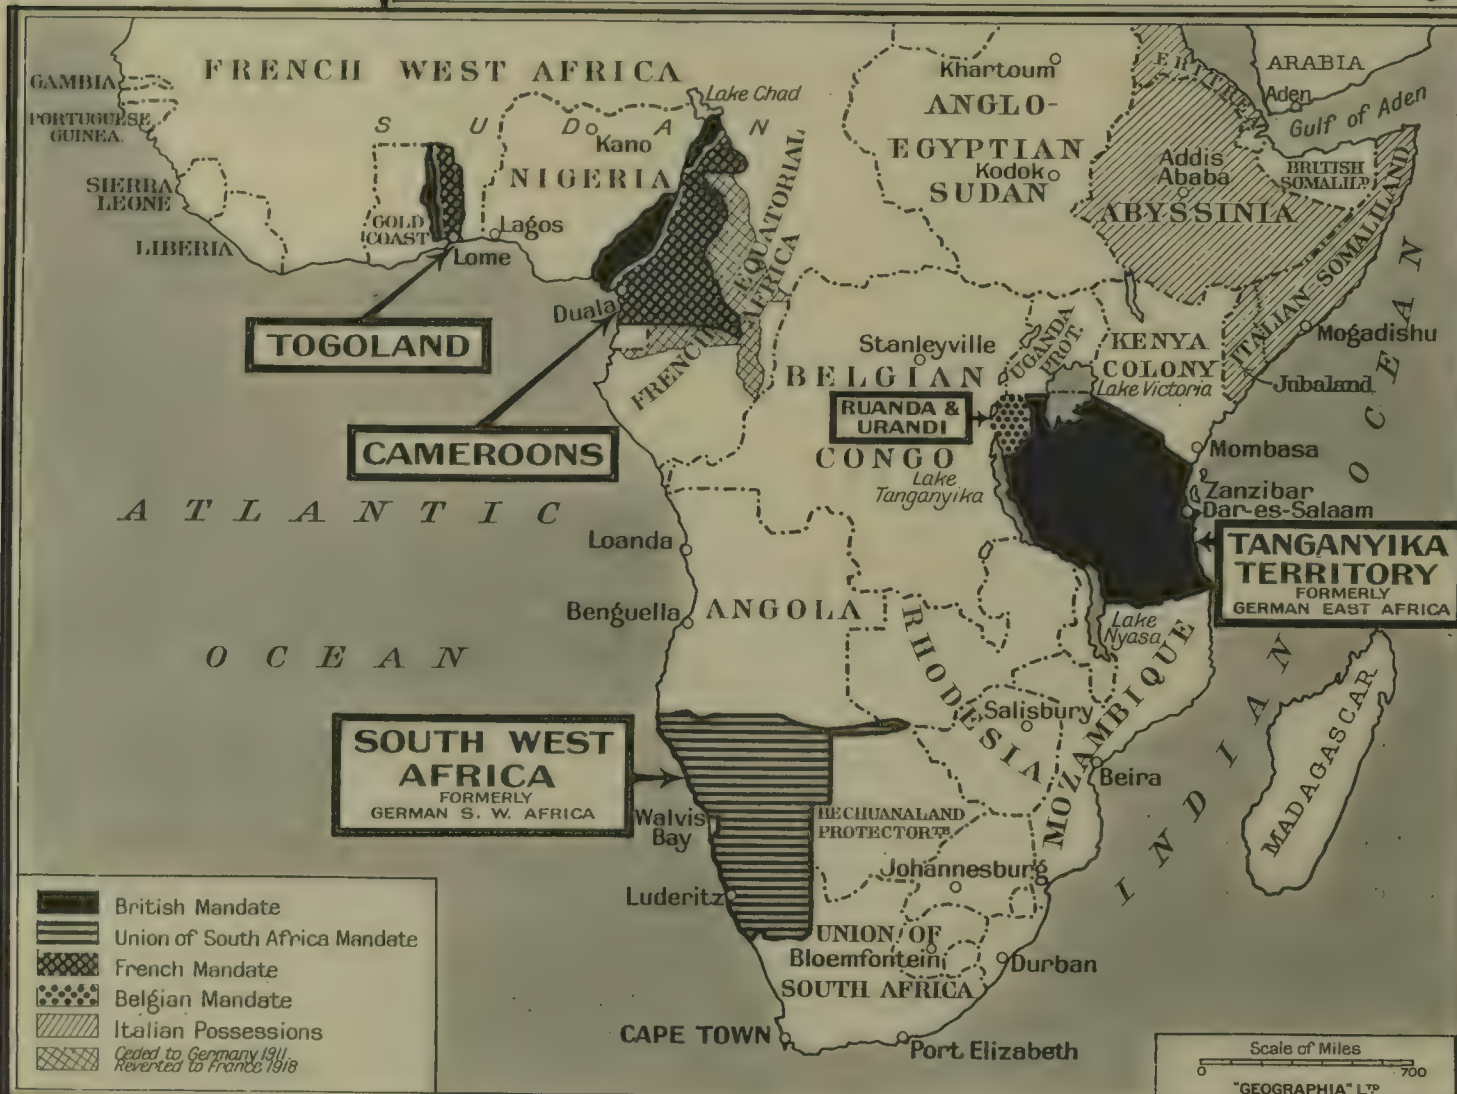 FRENCH WEST AFRICA
GAMBIA
PORTUGUESE
GUINEA.
SIERRA
LEONE
LIBERIA
SUDAN
Lake Chad
Kano
NIGERIA
GOLD
COAST
Lagos
Lome
Duala
TOGOLAND
CAMEROONS
FRENCH EQUATORIAL
AFRICA
Khartoum
ANGLO-
EGYPTIAN
Kodok
SUDAN
ERITREA
ARABIA
Aden
Gulf of Aden
Addis
Ababa
ABYSSINIA
BRITISH
SOMALILD.
ITALIAN SOMALILAND
Mogadishu
Jubaland
UGANDA
PROT.
KENYA
COLONY
Lake Victoria
Stanleyville
BELGIAN
CONGO
RUANDA &
URANDI
Lake
Tanganyika
Mombasa
Zanzibar
Dar-es-Salaam
TANGANYIKA
TERRITORY
FORMERLY
GERMAN EAST AFRICA
ATLANTIC
OCEAN
INDIAN OCEAN
Loanda
Benguella
ANGOLA
RHODESIA
Lake
Nyasa
MOZAMBIQUE
Salisbury
Beira
MADAGASCAR
SOUTH WEST
AFRICA
FORMERLY
GERMAN S. W. AFRICA
Walvis
Bay
BECHUANALAND
PROTECTORTE
Luderitz
Johannesburg
UNION OF
Bloemfontein
SOUTH AFRICA
Durban
CAPE TOWN
Port Elizabeth
British Mandate
Union of South Africa Mandate
French Mandate
Belgian Mandate
Italian Possessions
Ceded to Germany 1911.
Reverted to France 1918
Scale of Miles
0 700
"GEOGRAPHIA" LTD